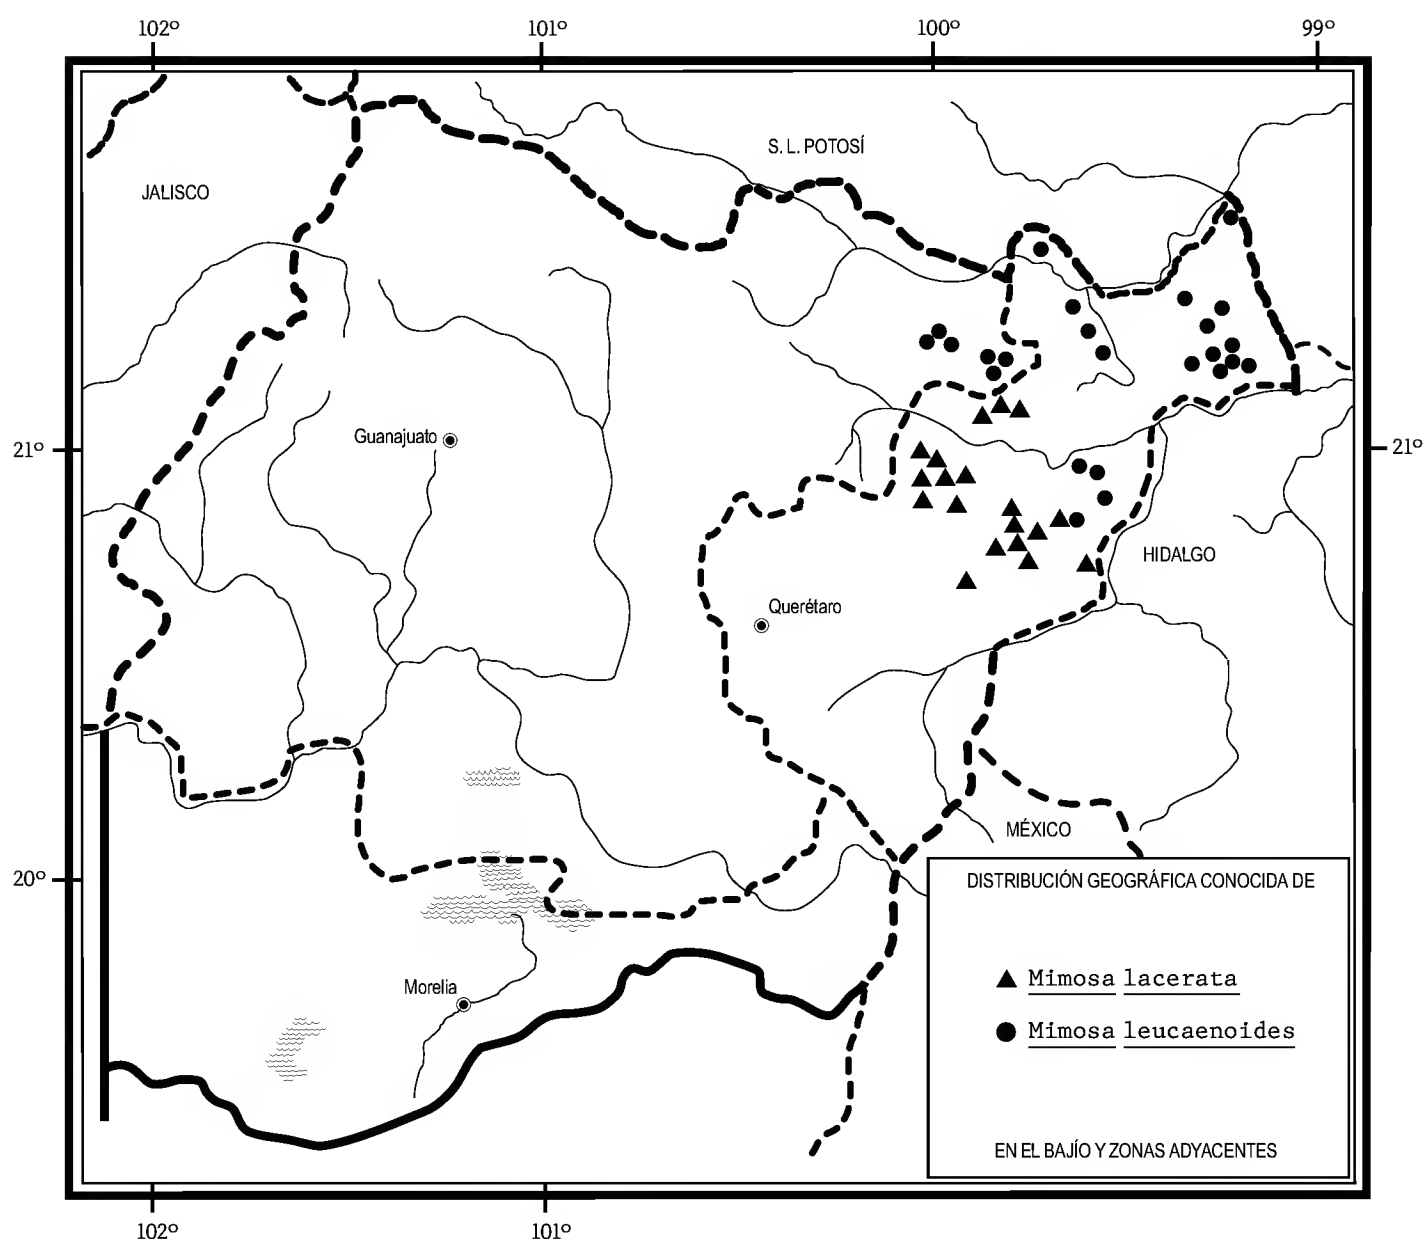 102º 101º 100º 99º
S. L. POTOSÍ
JALISCO
Guanajuato
21º 21º
HIDALGO
Querétaro
MÉXICO
20º
DISTRIBUCIÓN GEOGRÁFICA CONOCIDA DE
Mimosa lacerata
Morelia
Mimosa leucaenoides
EN EL BAJÍO Y ZONAS ADYACENTES
102º 101º